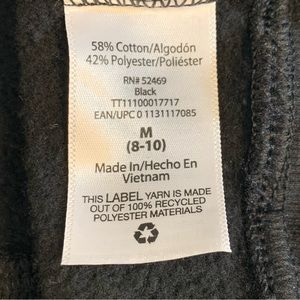 58% Cotton/Algodón
42% Polyester/Poliéster
RN# 52469
Black
TT11100017717
EAN/UPC 0 1131117085
M
(8-10)
Made In/Hecho En
Vietnam
THIS LABEL YARN IS MADE
OUT OF 100% RECYCLED
POLYESTER MATERIALS